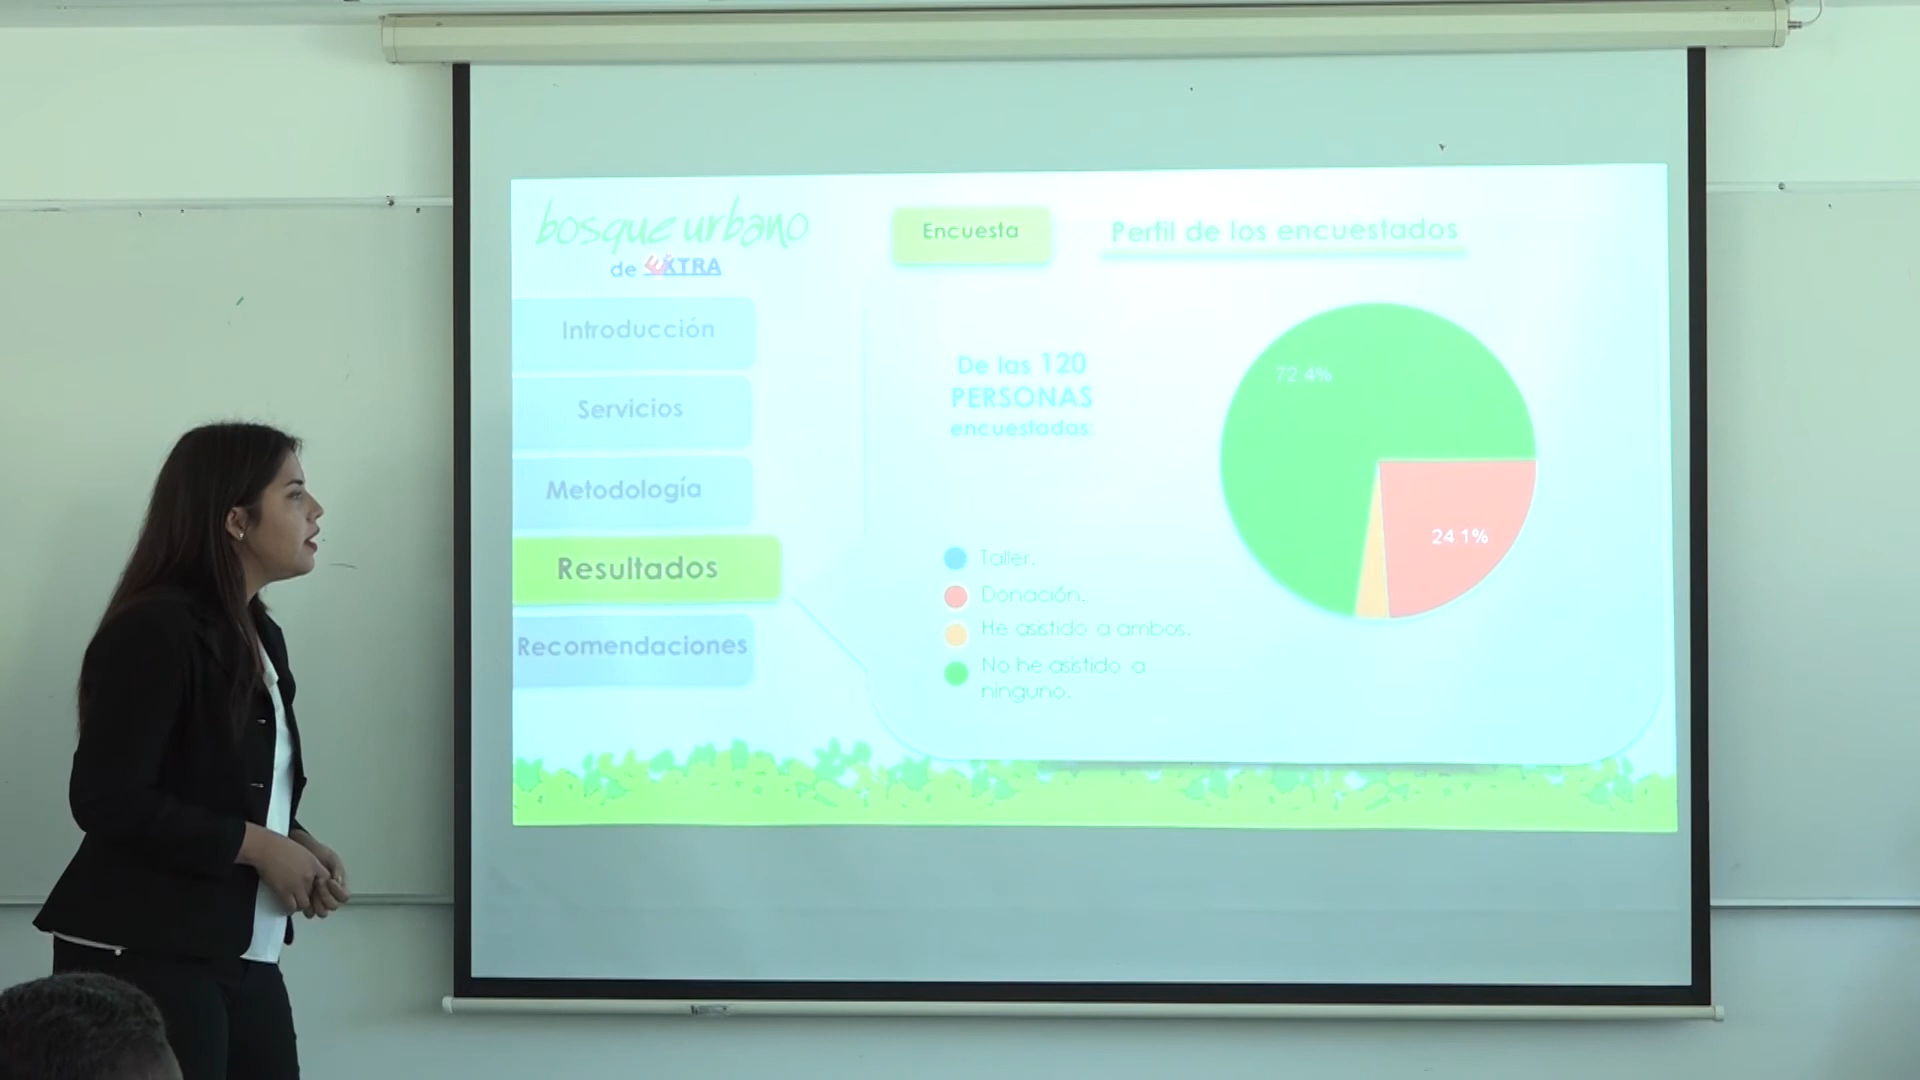 bosque urbano
de EXTRA
Introducción
Servicios
Metodología
Resultados
Recomendaciones
Encuesta
Perfil de los encuestados
De las 120
PERSONAS
encuestadas:
72.4%
24.1%
Taller.
Donación.
He asistido a ambos.
No he asistido a
ninguno.